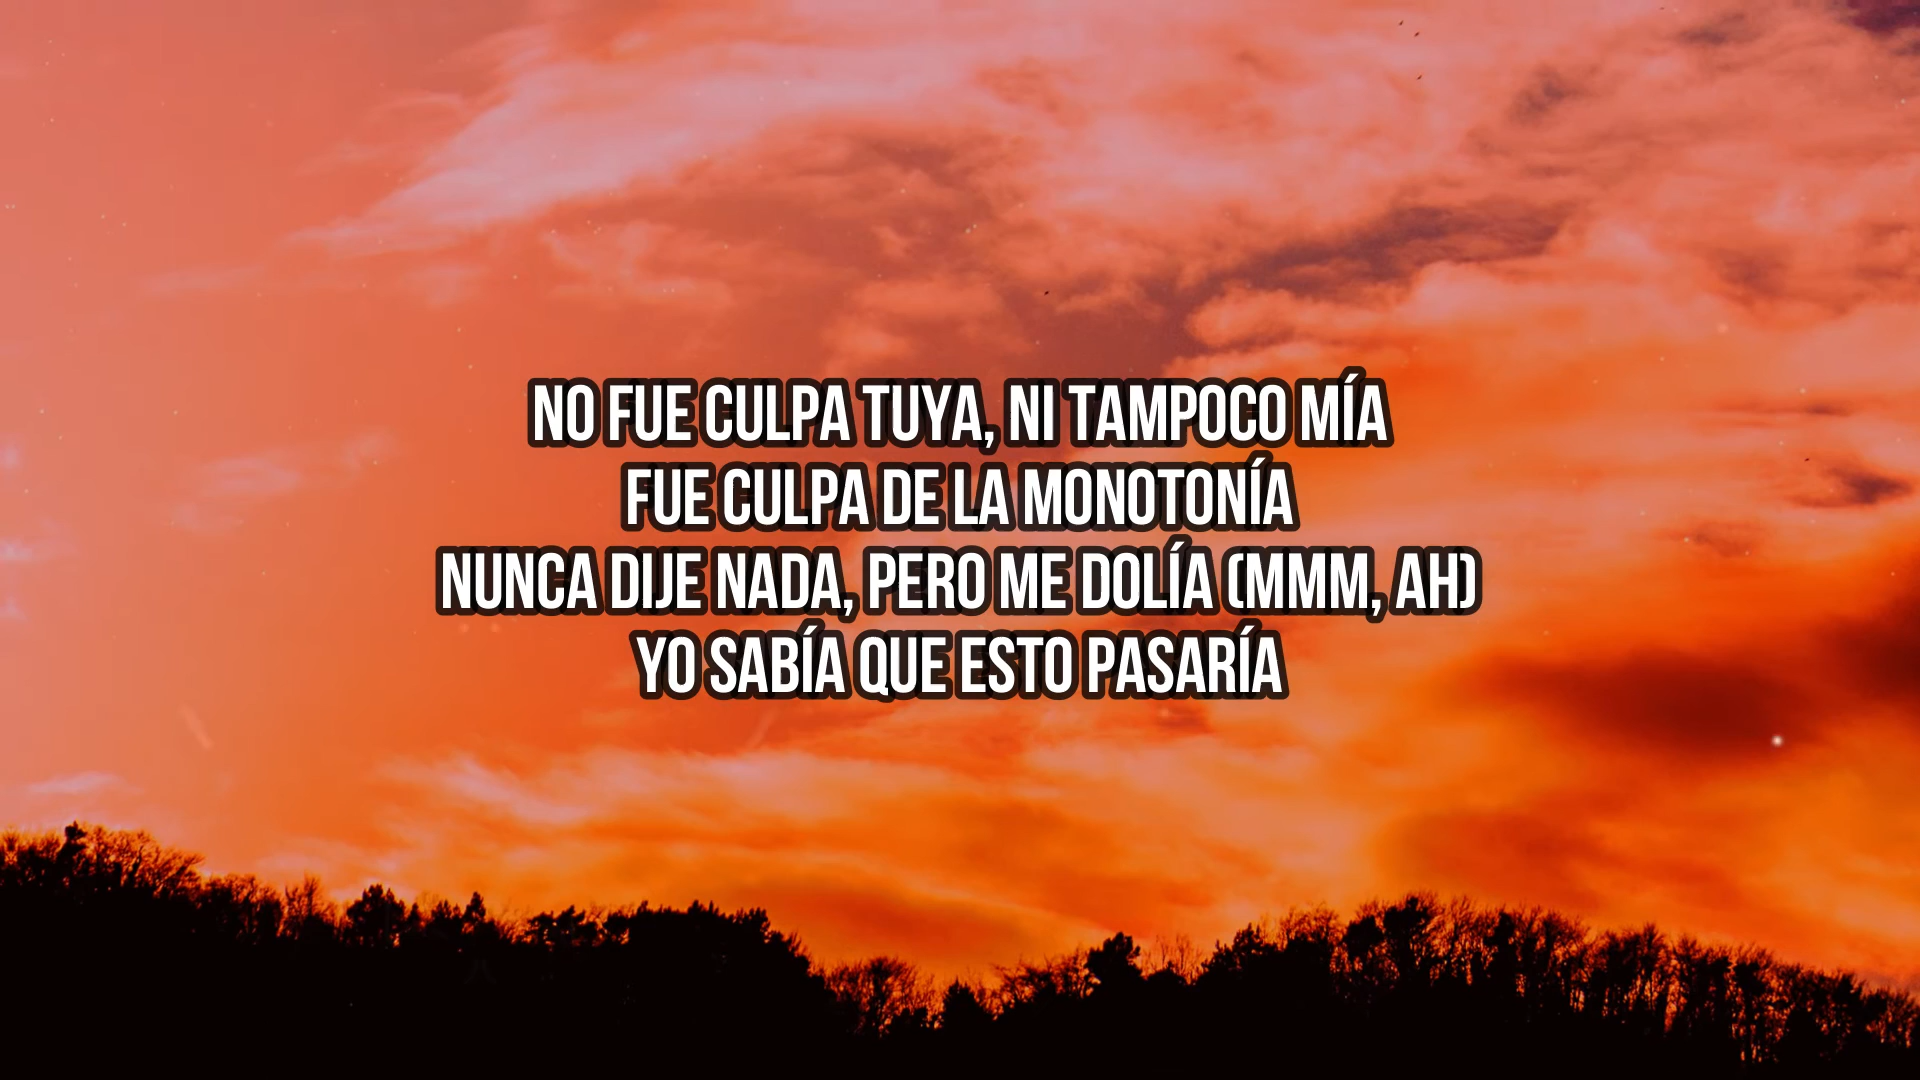 NO FUE CULPA TUYA, NI TAMPOCO MÍA
FUE CULPA DE LA MONOTONÍA
NUNCA DIJE NADA, PERO ME DOLÍA (MMM, AH)
YO SABÍA QUE ESTO PASARÍA